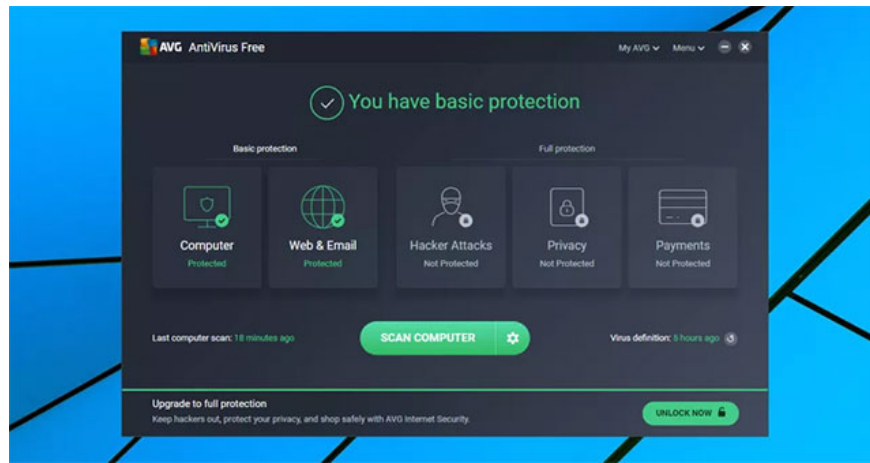 AVG AntiVirus Free
My AVG Menu
You have basic protection
Basic protection
Full protection
Computer
Protected
Web & Email
Protected
Hacker Attacks
Not Protected
Privacy
Not Protected
Payments
Not Protected
Last computer scan: 18 minutes ago
SCAN COMPUTER
Virus definition: hours ago
Upgrade to full protection
Keep hackers out, protect your privacy, and shop safely with AVG Internet Security.
UNLOCK NOW